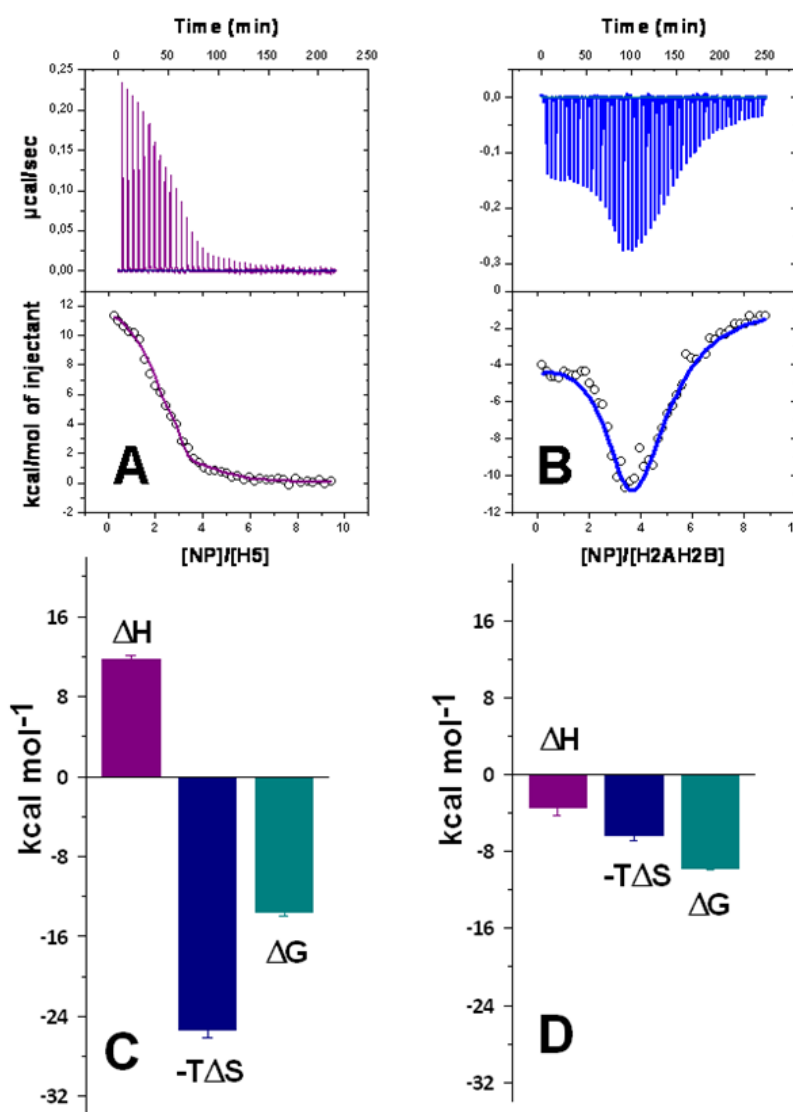 Time (min)
0 50 100 150 200 250
0,25
0,20
0,15
0,10
0,05
0,00
µcal/sec
12
10
8
6
4
2
0
-2
kcal/mol of injectant
A
0 2 4 6 8 10
[NP]/[H5]
Time (min)
0 50 100 150 200 250
0,0
-0,1
-0,2
-0,3
0
-2
-4
-6
-8
-10
-12
B
0 2 4 6 8 10
[NP]/[H2AH2B]
16
8
0
-8
-16
-24
-32
kcal mol-1
ΔH
-TΔS
ΔG
C
16
8
0
-8
-16
-24
-32
kcal mol-1
ΔH
-TΔS
ΔG
D